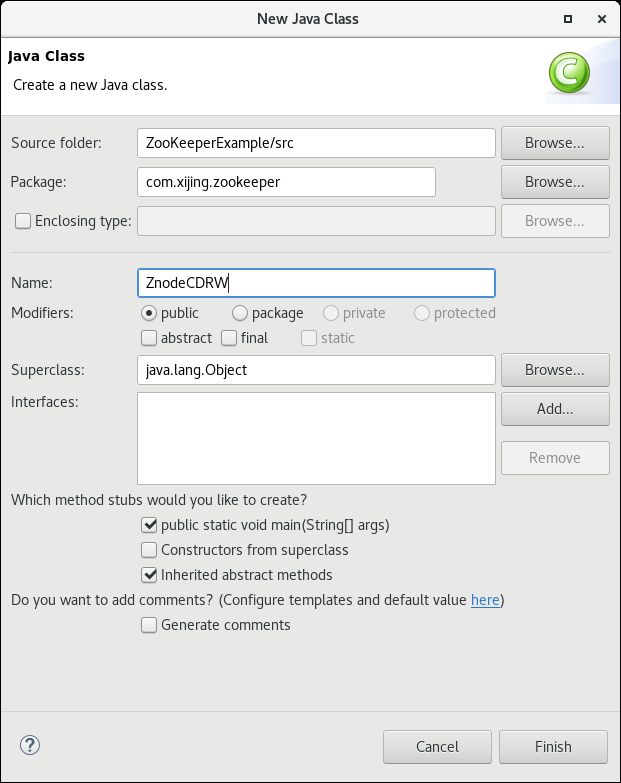 New Java Class
Java Class
Create a new Java class.
Source folder: ZooKeeperExample/src Browse...
Package: com.xijing.zookeeper Browse...
Enclosing type: Browse...
Name: ZnodeCDRW
Modifiers: public package private protected
abstract final static
Superclass: java.lang.Object Browse...
Interfaces: Add...
Remove
Which method stubs would you like to create?
public static void main(String[] args)
Constructors from superclass
Inherited abstract methods
Do you want to add comments? (Configure templates and default value here)
Generate comments
? Cancel Finish